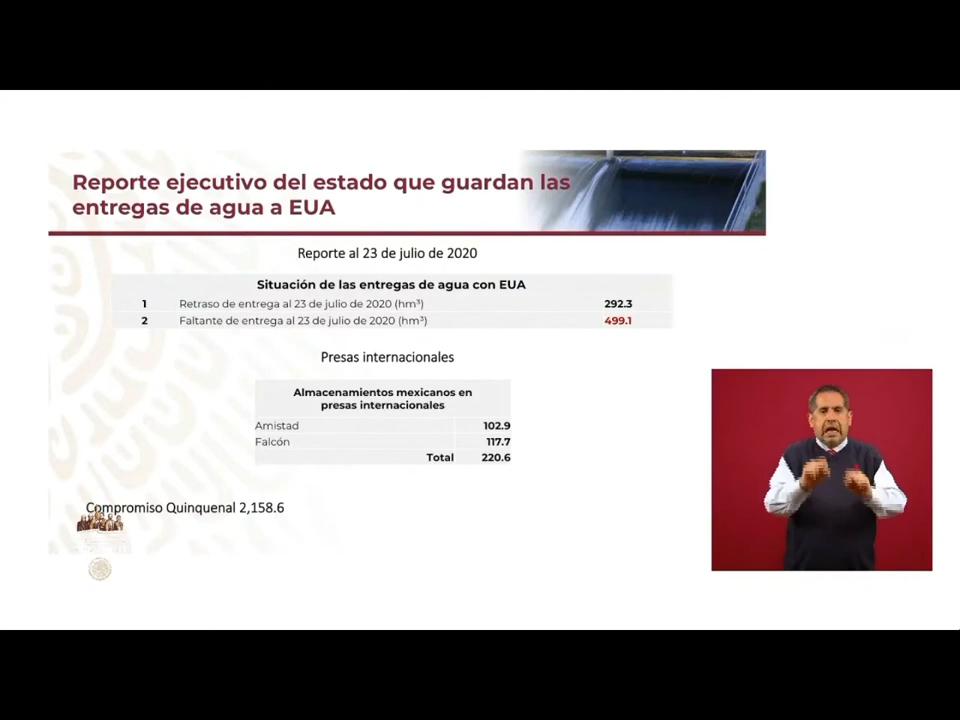 Reporte ejecutivo del estado que guardan las
entregas de agua a EUA
Reporte al 23 de julio de 2020
Situación de las entregas de agua con EUA
1 Retraso de entrega al 23 de julio de 2020 (hm³) 292.3
2 Faltante de entrega al 23 de julio de 2020 (hm³) 499.1
Presas internacionales
Almacenamientos mexicanos en
presas internacionales
Amistad 102.9
Falcón 117.7
Total 220.6
Compromiso Quinquenal 2,158.6